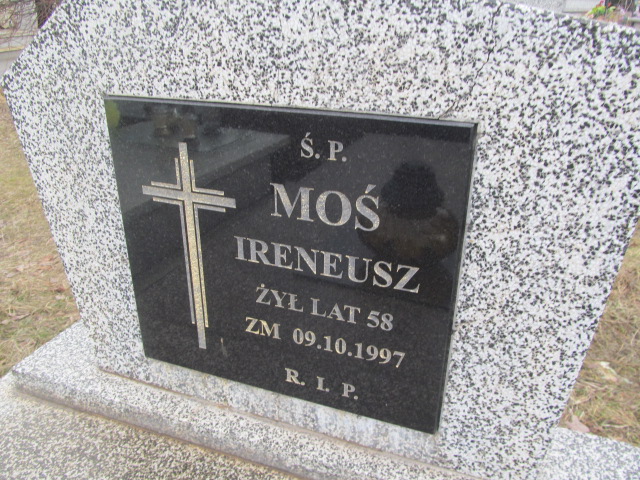 Ś. P.
MOŚ
IRENEUSZ
ŻYŁ LAT 58
ZM 09.10.1997
R. I. P.